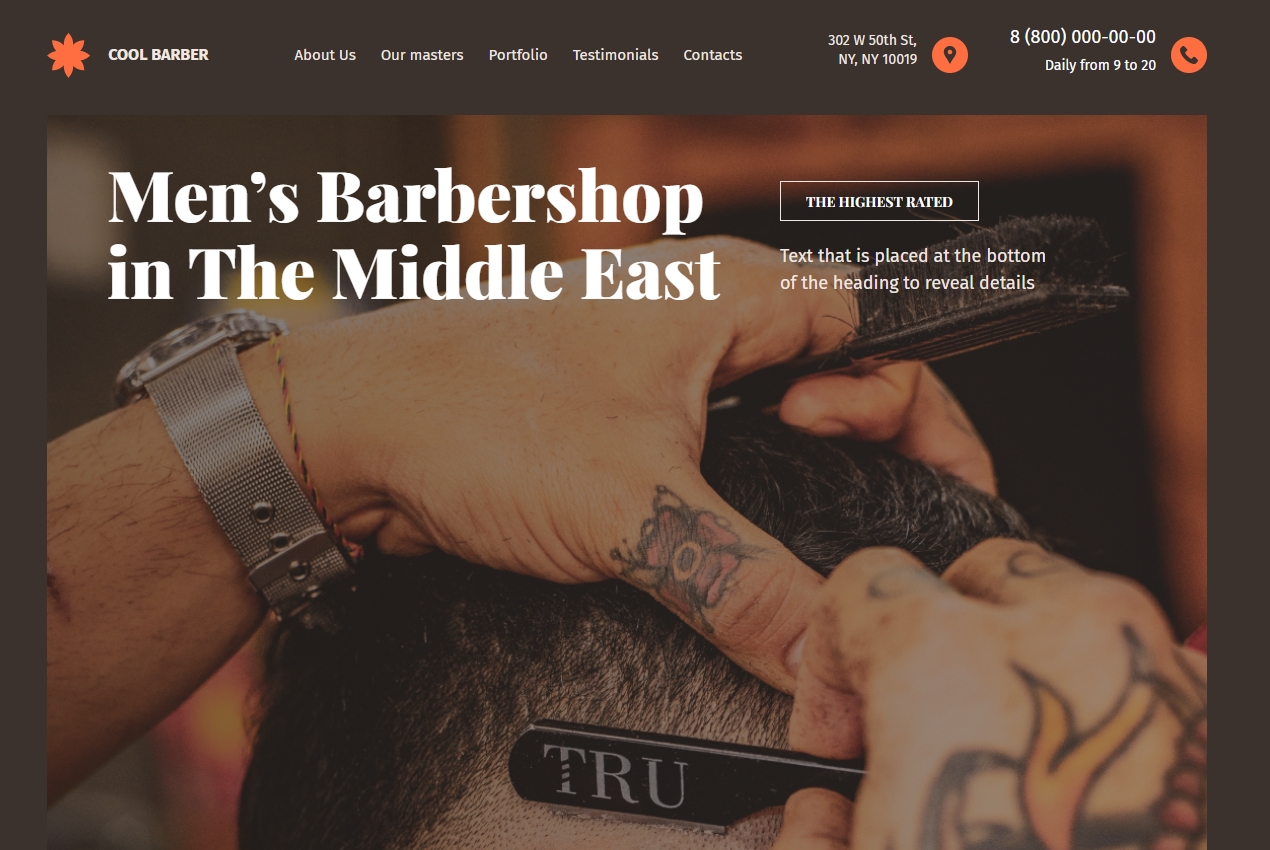 COOL BARBER
About Us Our masters Portfolio Testimonials Contacts
302 W 50th St,
NY, NY 10019
8 (800) 000-00-00
Daily from 9 to 20
Men’s Barbershop
in The Middle East
THE HIGHEST RATED
Text that is placed at the bottom
of the heading to reveal details
TRU